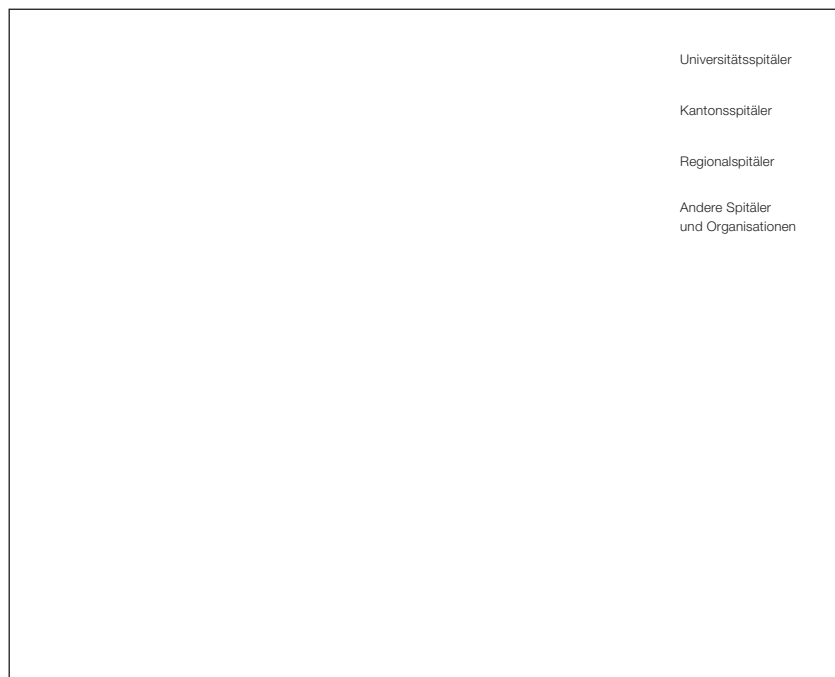 Universitätsspitäler
Kantonsspitäler
Regionalspitäler
Andere Spitäler
und Organisationen